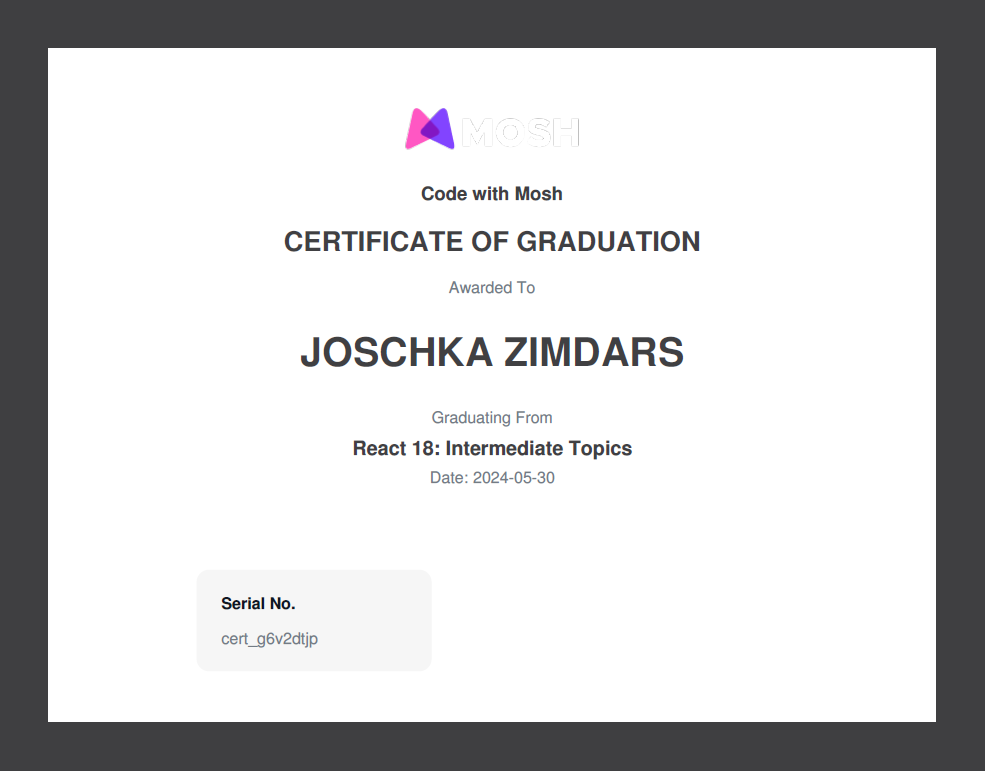 MOSH
Code with Mosh
CERTIFICATE OF GRADUATION
Awarded To
JOSCHKA ZIMDARS
Graduating From
React 18: Intermediate Topics
Date: 2024-05-30
Serial No.
cert_g6v2dtjp